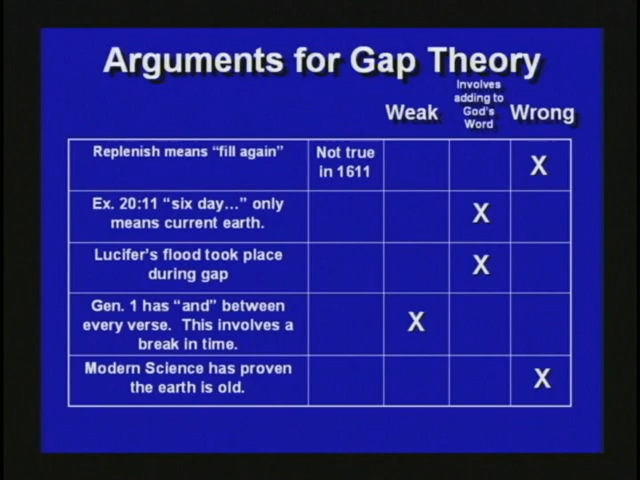 Arguments for Gap Theory
Weak
Involves
adding to
God's
Word
Wrong
Replenish means “fill again”
Not true
in 1611
X
Ex. 20:11 “six day…” only
means current earth.
X
Lucifer's flood took place
during gap
X
Gen. 1 has “and” between
every verse. This involves a
break in time.
X
Modern Science has proven
the earth is old.
X